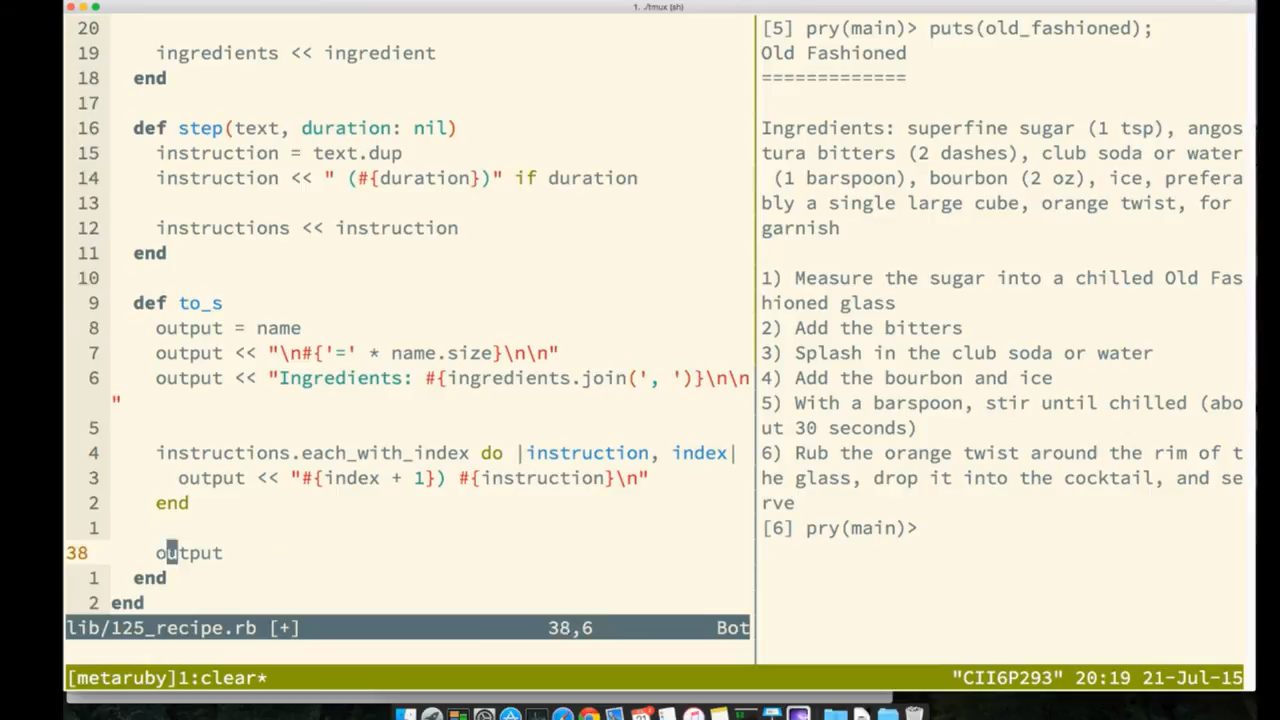 1. ../tmux (sh)
20
19 ingredients << ingredient
18 end
17
16 def step(text, duration: nil)
15 instruction = text.dup
14 instruction << " (#{duration})" if duration
13
12 instructions << instruction
11 end
10
9 def to_s
8 output = name
7 output << "\n#{'=' * name.size}\n\n"
6 output << "Ingredients: #{ingredients.join(', ')}\n\n
"
5
4 instructions.each_with_index do |instruction, index|
3 output << "#{index + 1}) #{instruction}\n"
2 end
1
38 output
1 end
2 end
lib/125_recipe.rb [+] 38,6 Bot
[5] pry(main)> puts(old_fashioned);
Old Fashioned
=============
Ingredients: superfine sugar (1 tsp), angos
tura bitters (2 dashes), club soda or water
(1 barspoon), bourbon (2 oz), ice, prefera
bly a single large cube, orange twist, for
garnish
1) Measure the sugar into a chilled Old Fas
hioned glass
2) Add the bitters
3) Splash in the club soda or water
4) Add the bourbon and ice
5) With a barspoon, stir until chilled (abo
ut 30 seconds)
6) Rub the orange twist around the rim of t
he glass, drop it into the cocktail, and se
rve
[6] pry(main)>
[metaruby]1:clear* "CII6P293" 20:19 21-Jul-15